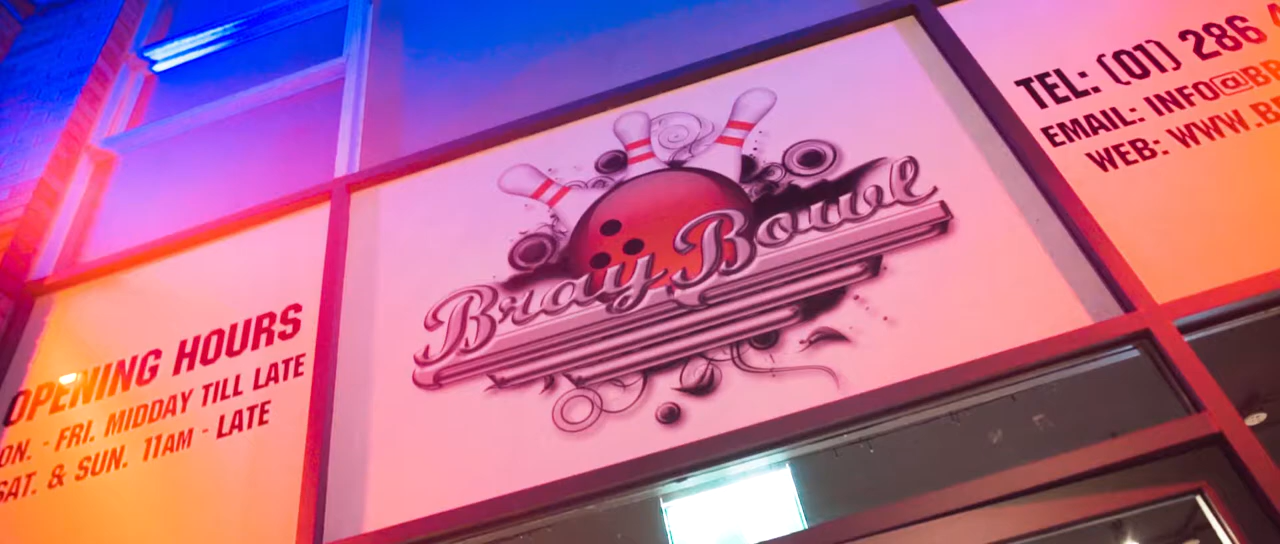 OPENING HOURS
ON. - FRI. MIDDAY TILL LATE
SAT. & SUN. 11AM - LATE
Bray Bowl
TEL: (01) 286
EMAIL: INFO@BR
WEB: WWW.B